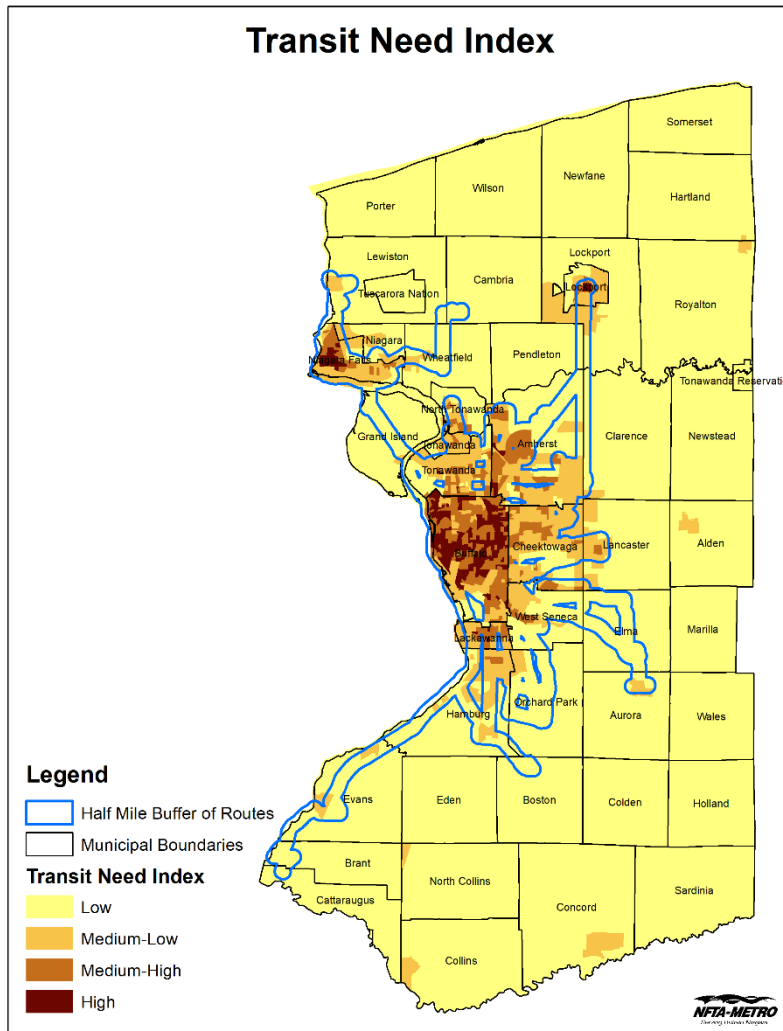 Transit Need Index
Somerset
Newfane
Wilson
Hartland
Porter
Lewiston
Lockport
Cambria
Lockport
Tuscarora Nation
Royalton
Niagara
Niagara Falls
Wheatfield
Pendleton
Tonawanda Reservati
North Tonawanda
Grand Island
Tonawanda
Amherst
Clarence
Newstead
Tonawanda
Buffalo
Cheektowaga
Lancaster
Alden
West Seneca
Elma
Marilla
Lackawanna
Orchard Park
Hamburg
Aurora
Wales
Legend
Half Mile Buffer of Routes
Municipal Boundaries
Evans
Eden
Boston
Colden
Holland
Transit Need Index
Brant
North Collins
Sardinia
Cattaraugus
Concord
Low
Medium-Low
Collins
Medium-High
High
NFTA-METRO